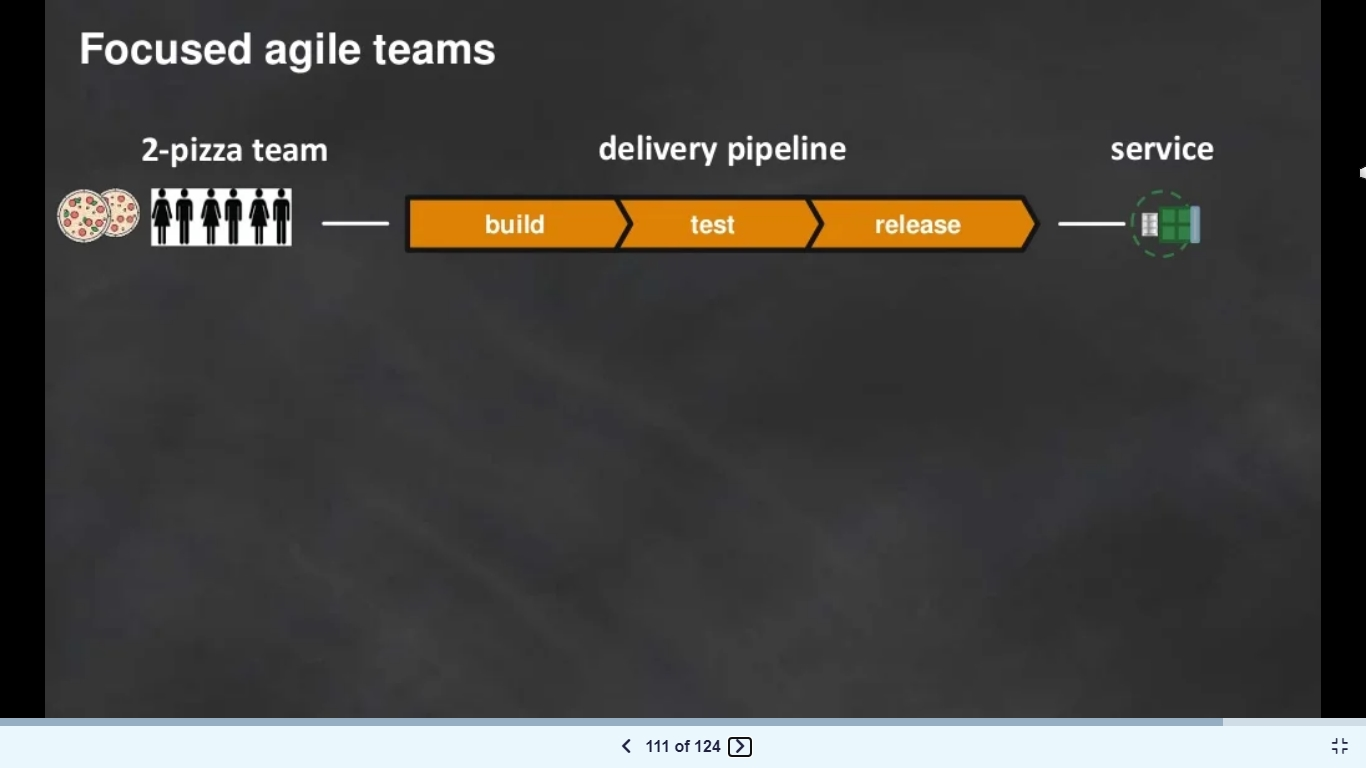 Focused agile teams
2-pizza team
delivery pipeline
service
build
test
release
111 of 124